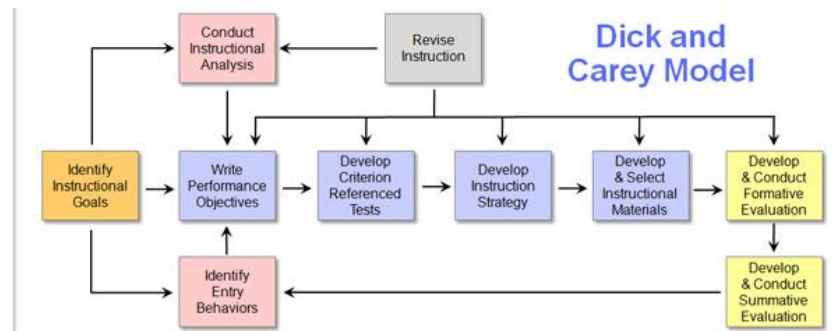 Conduct
Instructional
Analysis
Revise
Instruction
Dick and
Carey Model
Identify
Instructional
Goals
Write
Performance
Objectives
Develop
Criterion
Referenced
Tests
Develop
Instruction
Strategy
Develop
& Select
Instructional
Materials
Develop
& Conduct
Formative
Evaluation
Identify
Entry
Behaviors
Develop
& Conduct
Summative
Evaluation